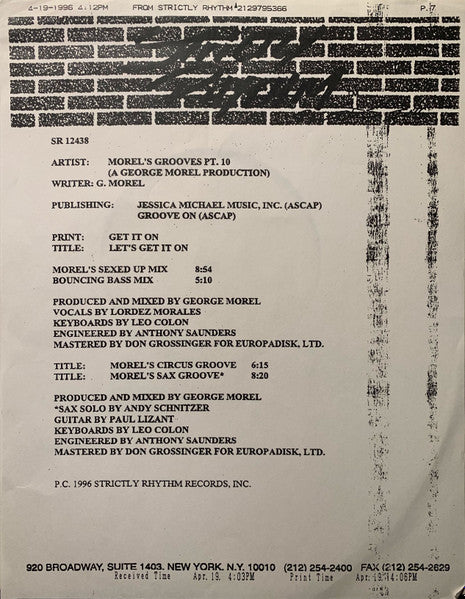 4-19-1996 4:12PM FROM STRICTLY RHYTHM 2129795366 P. 7
Strictly
Rhythm
SR 12438
ARTIST: MOREL'S GROOVES PT. 10
(A GEORGE MOREL PRODUCTION)
WRITER: G. MOREL
PUBLISHING: JESSICA MICHAEL MUSIC, INC. (ASCAP)
GROOVE ON (ASCAP)
PRINT: GET IT ON
TITLE: LET'S GET IT ON
MOREL'S SEXED UP MIX 8:54
BOUNCING BASS MIX 5:10
PRODUCED AND MIXED BY GEORGE MOREL
VOCALS BY LORDEZ MORALES
KEYBOARDS BY LEO COLON
ENGINEERED BY ANTHONY SAUNDERS
MASTERED BY DON GROSSINGER FOR EUROPADISK, LTD.
TITLE: MOREL'S CIRCUS GROOVE 6:15
TITLE: MOREL'S SAX GROOVE* 8:20
PRODUCED AND MIXED BY GEORGE MOREL
*SAX SOLO BY ANDY SCHNITZER
GUITAR BY PAUL LIZANT
KEYBOARDS BY LEO COLON
ENGINEERED BY ANTHONY SAUNDERS
MASTERED BY DON GROSSINGER FOR EUROPADISK, LTD.
P.C. 1996 STRICTLY RHYTHM RECORDS, INC.
920 BROADWAY, SUITE 1403. NEW YORK. N.Y. 10010 (212) 254-2400 FAX (212) 254-2629
Received Time Apr. 19. 4:03PM Print Time Apr. 19. 4:06PM